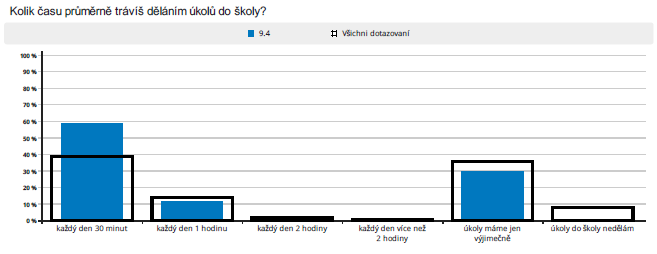 Kolik času průměrně trávíš děláním úkolů do školy?
9.4 Všichni dotazovaní
100 %
90 %
80 %
70 %
60 %
50 %
40 %
30 %
20 %
10 %
0 %
každý den 30 minut každý den 1 hodinu každý den 2 hodiny každý den více než úkoly máme jen úkoly do školy nedělám
2 hodiny výjimečně